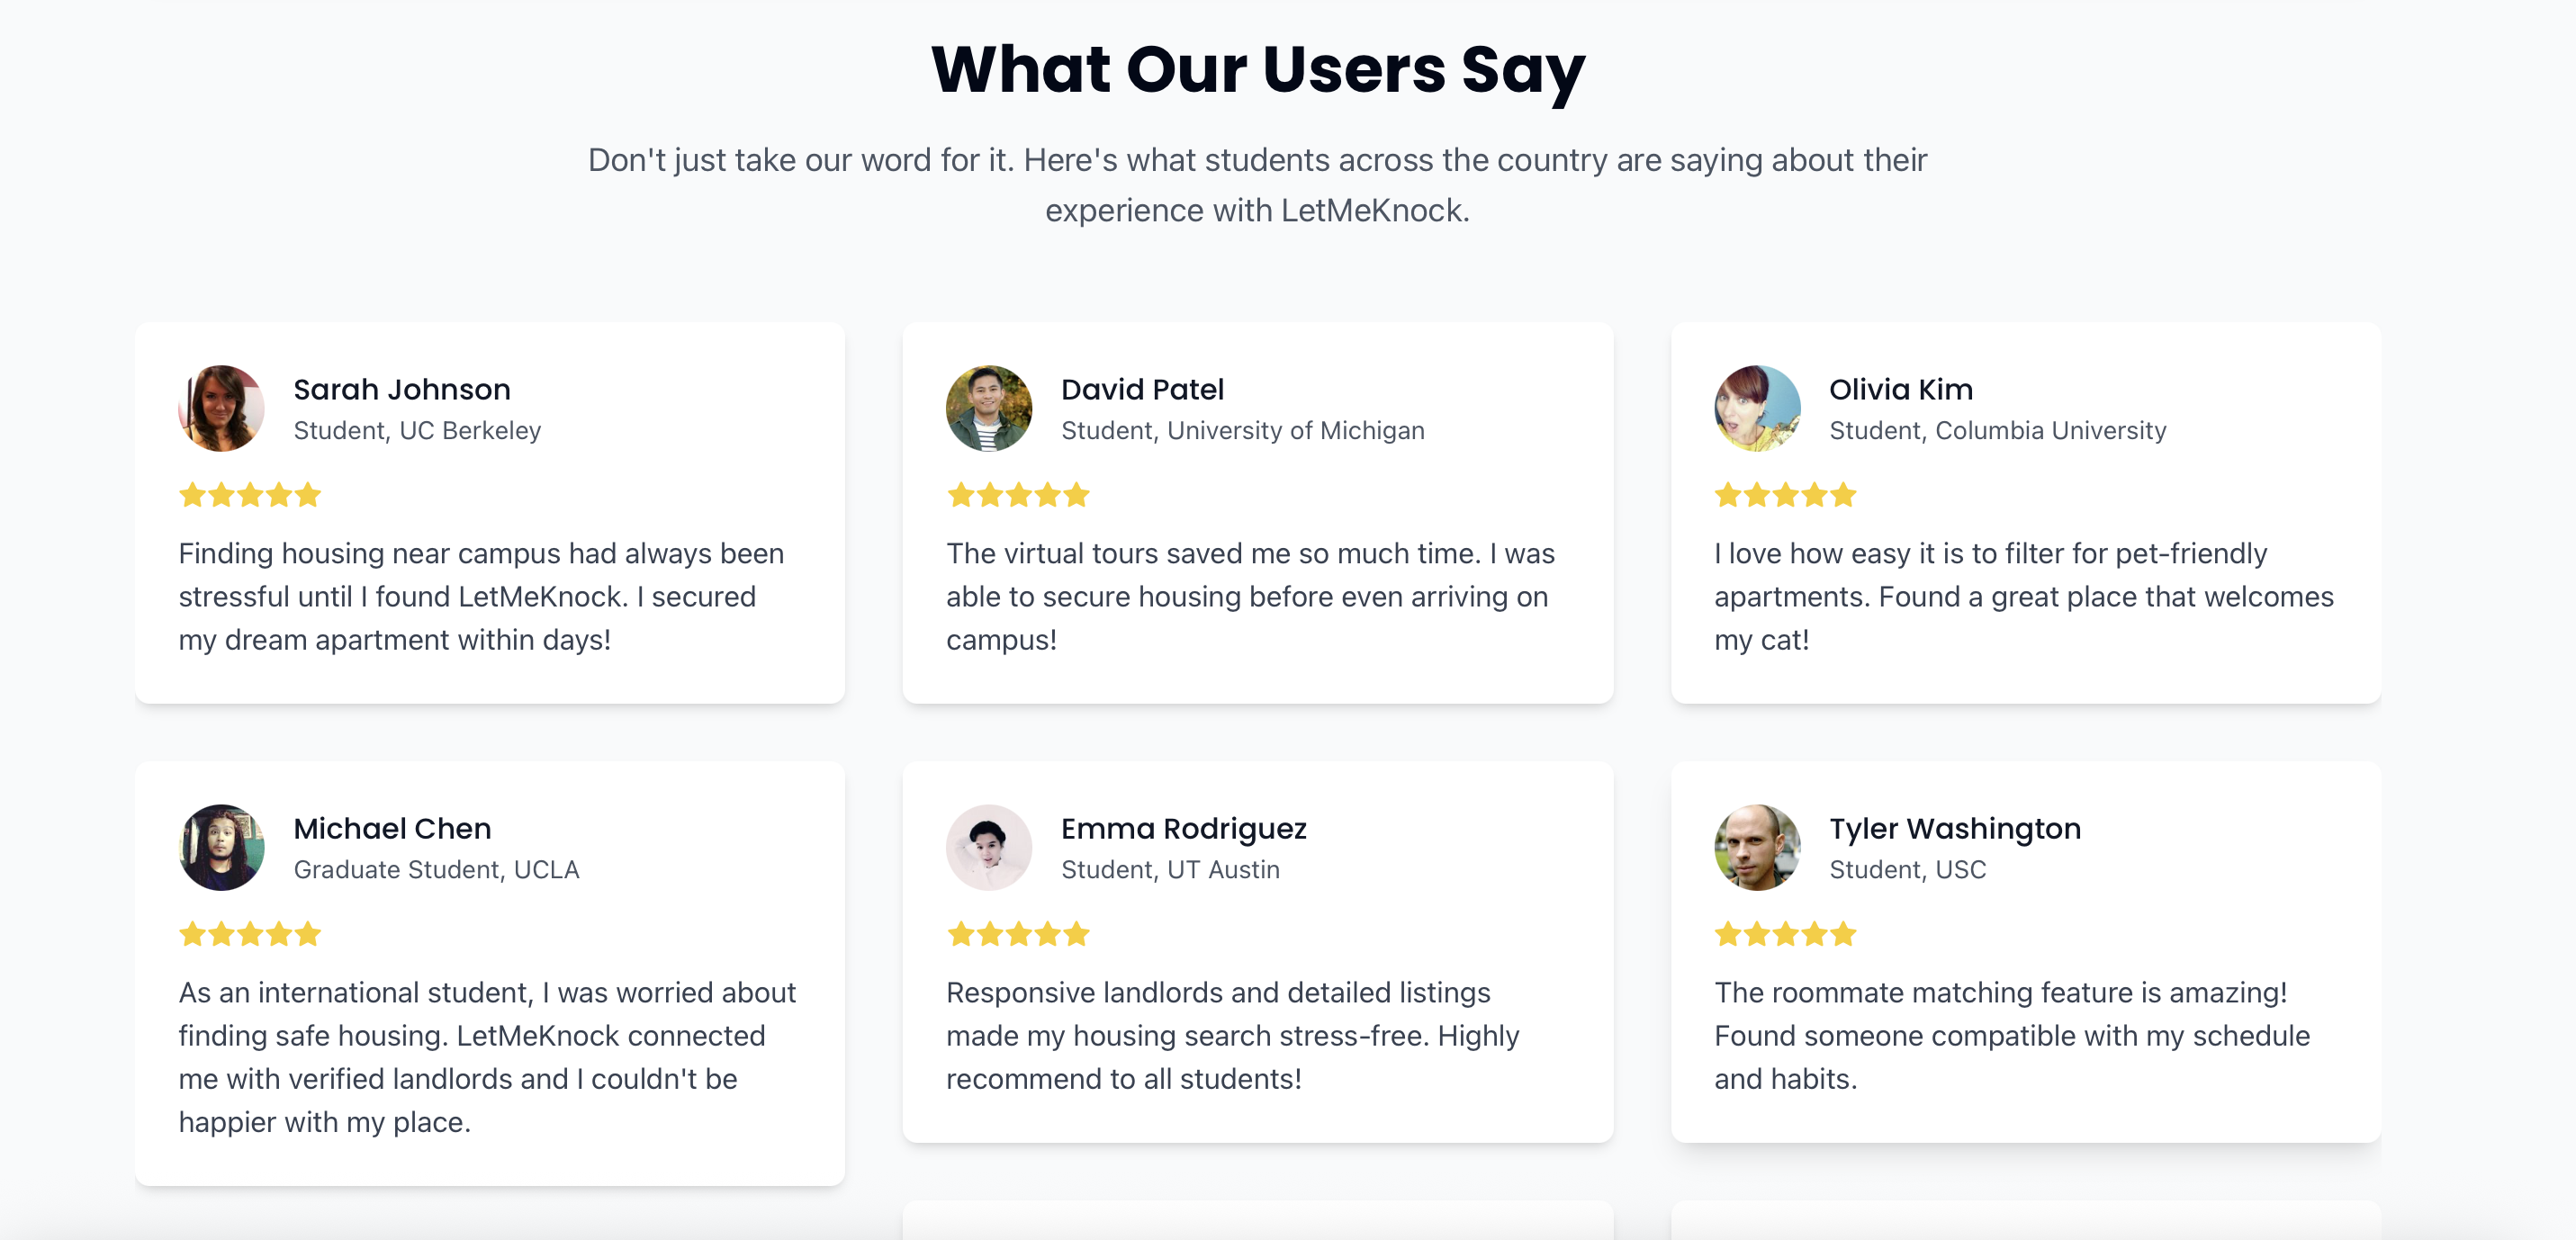 What Our Users Say
Don't just take our word for it. Here's what students across the country are saying about their
experience with LetMeKnock.
Sarah Johnson
Student, UC Berkeley
Finding housing near campus had always been
stressful until I found LetMeKnock. I secured
my dream apartment within days!
David Patel
Student, University of Michigan
The virtual tours saved me so much time. I was
able to secure housing before even arriving on
campus!
Olivia Kim
Student, Columbia University
I love how easy it is to filter for pet-friendly
apartments. Found a great place that welcomes
my cat!
Michael Chen
Graduate Student, UCLA
As an international student, I was worried about
finding safe housing. LetMeKnock connected
me with verified landlords and I couldn't be
happier with my place.
Emma Rodriguez
Student, UT Austin
Responsive landlords and detailed listings
made my housing search stress-free. Highly
recommend to all students!
Tyler Washington
Student, USC
The roommate matching feature is amazing!
Found someone compatible with my schedule
and habits.